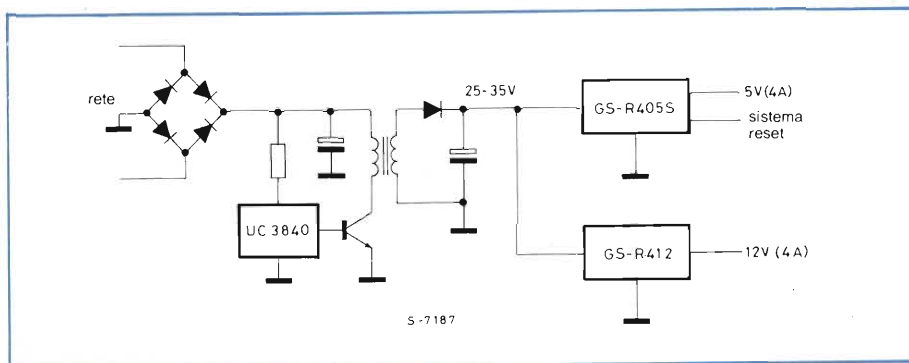 25-35V
rete
GS-R405S
5V(4A)
sistema
reset
UC 3840
GS-R412
12V (4A)
S-7187